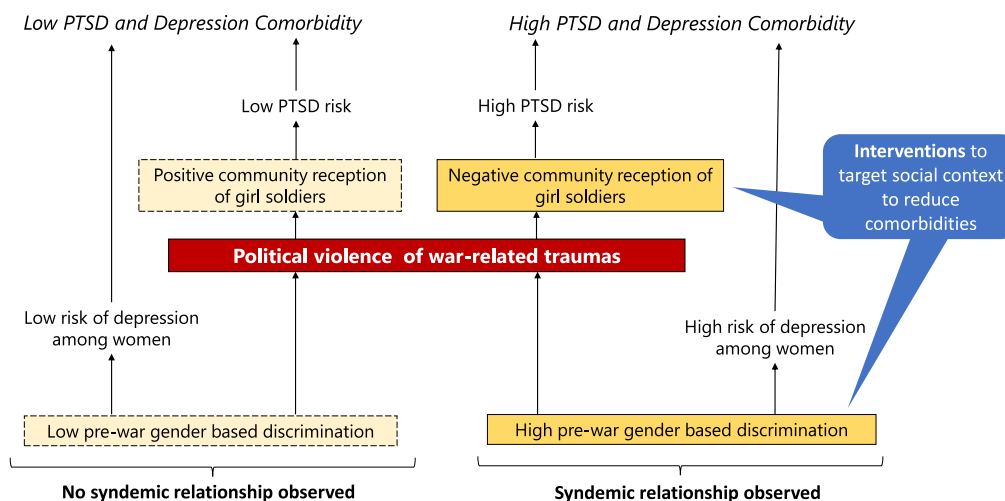 Low PTSD and Depression Comorbidity
High PTSD and Depression Comorbidity
Low PTSD risk
High PTSD risk
Positive community reception
of girl soldiers
Negative community reception of
girl soldiers
Interventions to
target social context
to reduce
comorbidities
Political violence of war-related traumas
Low risk of depression
among women
High risk of depression
among women
Low pre-war gender based discrimination
High pre-war gender based discrimination
No syndemic relationship observed
Syndemic relationship observed